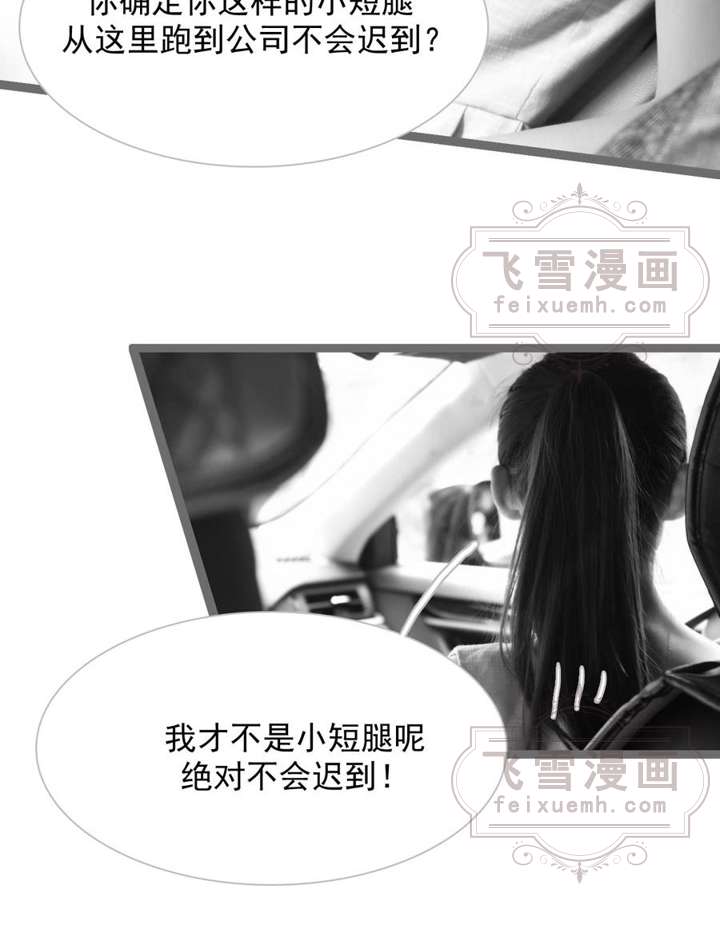 你确定你这样的小短腿
从这里跑到公司不会迟到？
飞雪漫画
feixuemh.com
我才不是小短腿呢
绝对不会迟到！
飞雪漫画
feixuemh.com